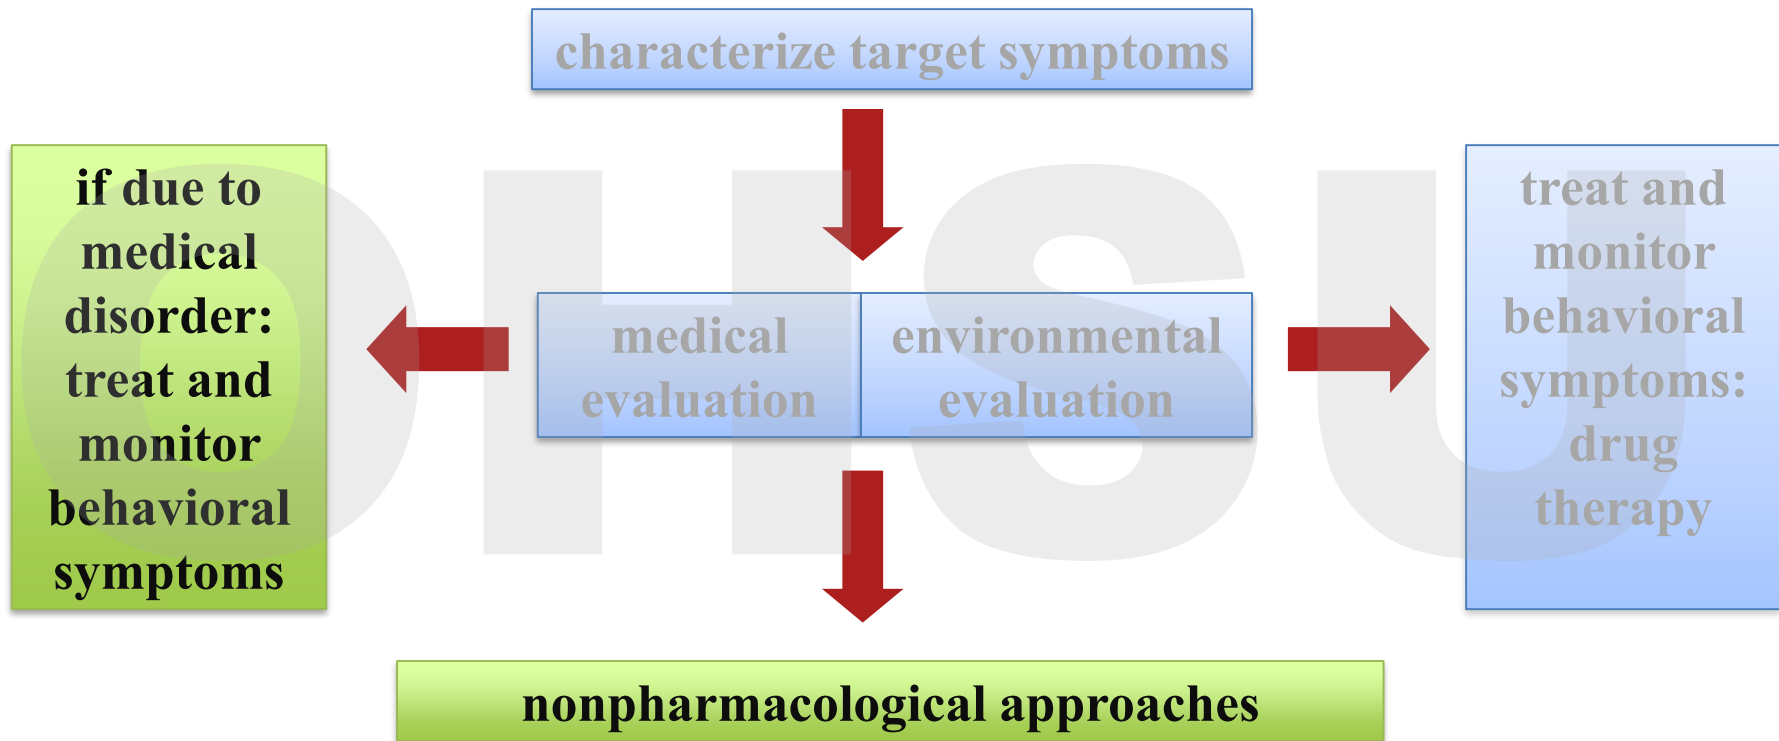 characterize target symptoms
if due to
medical
disorder:
treat and
monitor
behavioral
symptoms
medical
evaluation
environmental
evaluation
treat and
monitor
behavioral
symptoms:
drug
therapy
nonpharmacological approaches
OHSU